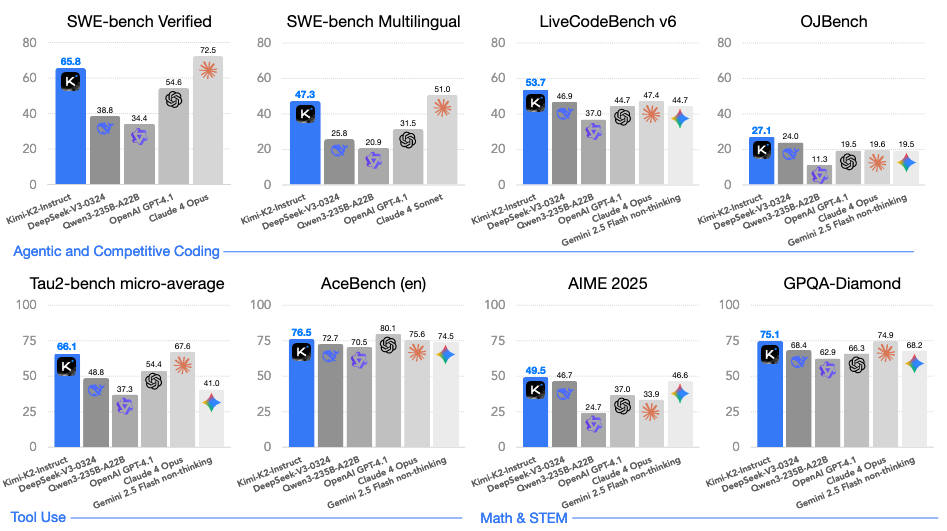 SWE-bench Verified
80
60
40
20
0
65.8
38.8
34.4
54.6
72.5
Kimi-K2-Instruct
DeepSeek-V3-0324
Qwen3-235B-A22B
OpenAI GPT-4.1
Claude 4 Opus
SWE-bench Multilingual
80
60
40
20
0
47.3
25.8
20.9
31.5
51.0
Kimi-K2-Instruct
DeepSeek-V3-0324
Qwen3-235B-A22B
OpenAI GPT-4.1
Claude 4 Sonnet
LiveCodeBench v6
80
60
40
20
0
53.7
46.9
37.0
44.7
47.4
44.7
Kimi-K2-Instruct
DeepSeek-V3-0324
Qwen3-235B-A22B
OpenAI GPT-4.1
Claude 4 Opus
Gemini 2.5 Flash non-thinking
OJBench
80
60
40
20
0
27.1
24.0
11.3
19.5
19.6
19.5
Kimi-K2-Instruct
DeepSeek-V3-0324
Qwen3-235B-A22B
OpenAI GPT-4.1
Claude 4 Opus
Gemini 2.5 Flash non-thinking
Agentic and Competitive Coding
Tau2-bench micro-average
100
75
50
25
0
66.1
48.8
37.3
54.4
67.6
41.0
Kimi-K2-Instruct
DeepSeek-V3-0324
Qwen3-235B-A22B
OpenAI GPT-4.1
Claude 4 Opus
Gemini 2.5 Flash non-thinking
AceBench (en)
100
75
50
25
0
76.5
72.7
70.5
80.1
75.6
74.5
Kimi-K2-Instruct
DeepSeek-V3-0324
Qwen3-235B-A22B
OpenAI GPT-4.1
Claude 4 Opus
Gemini 2.5 Flash non-thinking
AIME 2025
100
75
50
25
0
49.5
46.7
24.7
37.0
33.9
46.6
Kimi-K2-Instruct
DeepSeek-V3-0324
Qwen3-235B-A22B
OpenAI GPT-4.1
Claude 4 Opus
Gemini 2.5 Flash non-thinking
GPQA-Diamond
100
75
50
25
0
75.1
68.4
62.9
66.3
74.9
68.2
Kimi-K2-Instruct
DeepSeek-V3-0324
Qwen3-235B-A22B
OpenAI GPT-4.1
Claude 4 Opus
Gemini 2.5 Flash non-thinking
Tool Use
Math & STEM